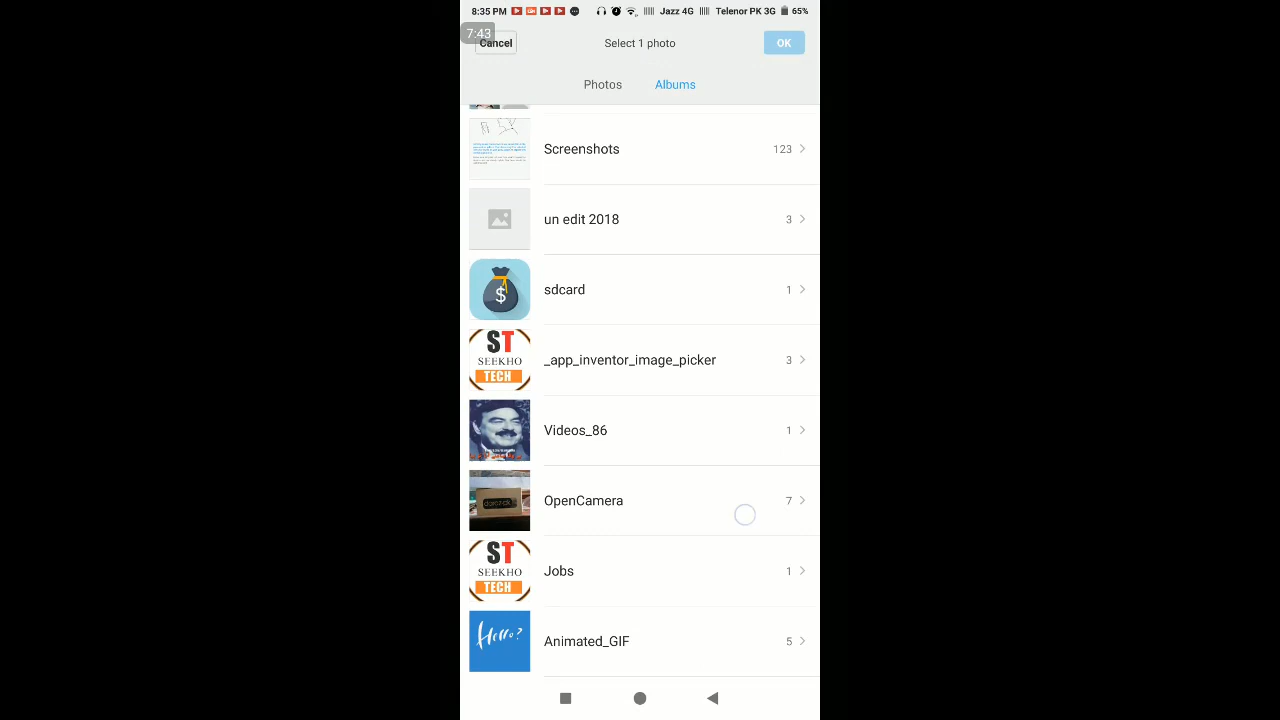 8:35 PM Jazz 4G Telenor PK 3G 65%
7:43
Cancel Select 1 photo OK
Photos Albums
Screenshots 123
un edit 2018 3
$
sdcard 1
ST
SEEKHO
TECH
_app_inventor_image_picker 3
Videos_86 1
OpenCamera 7
ST
SEEKHO
TECH
Jobs 1
Hello?
Animated_GIF 5